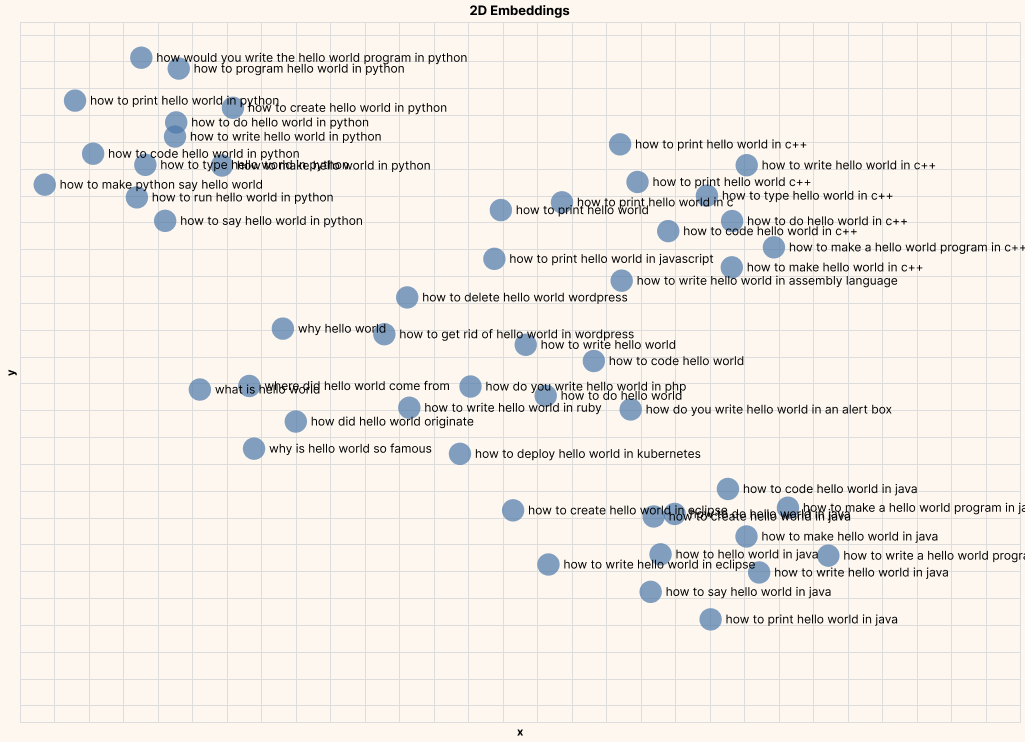 2D Embeddings
how would you write the hello world program in python
how to program hello world in python
how to print hello world in python
how to create hello world in python
how to do hello world in python
how to write hello world in python
how to print hello world in c++
how to code hello world in python
how to type hello world in python
how to make hello world in python
how to write hello world in c++
how to print hello world c++
how to make python say hello world
how to type hello world in c++
how to run hello world in python
how to print hello world in c
how to print hello world
how to say hello world in python
how to do hello world in c++
how to code hello world in c++
how to make a hello world program in c++
how to print hello world in javascript
how to make hello world in c++
how to write hello world in assembly language
how to delete hello world wordpress
why hello world
how to get rid of hello world in wordpress
how to write hello world
how to code hello world
y
where did hello world come from
what is hello world
how do you write hello world in php
how to do hello world
how to write hello world in ruby
how do you write hello world in an alert box
how did hello world originate
why is hello world so famous
how to deploy hello world in kubernetes
how to code hello world in java
how to make a hello world program in ja
how to create hello world in eclipse
how to do hello world in java
how to create hello world in java
how to make hello world in java
how to hello world in java
how to write a hello world progra
how to write hello world in eclipse
how to write hello world in java
how to say hello world in java
how to print hello world in java
x